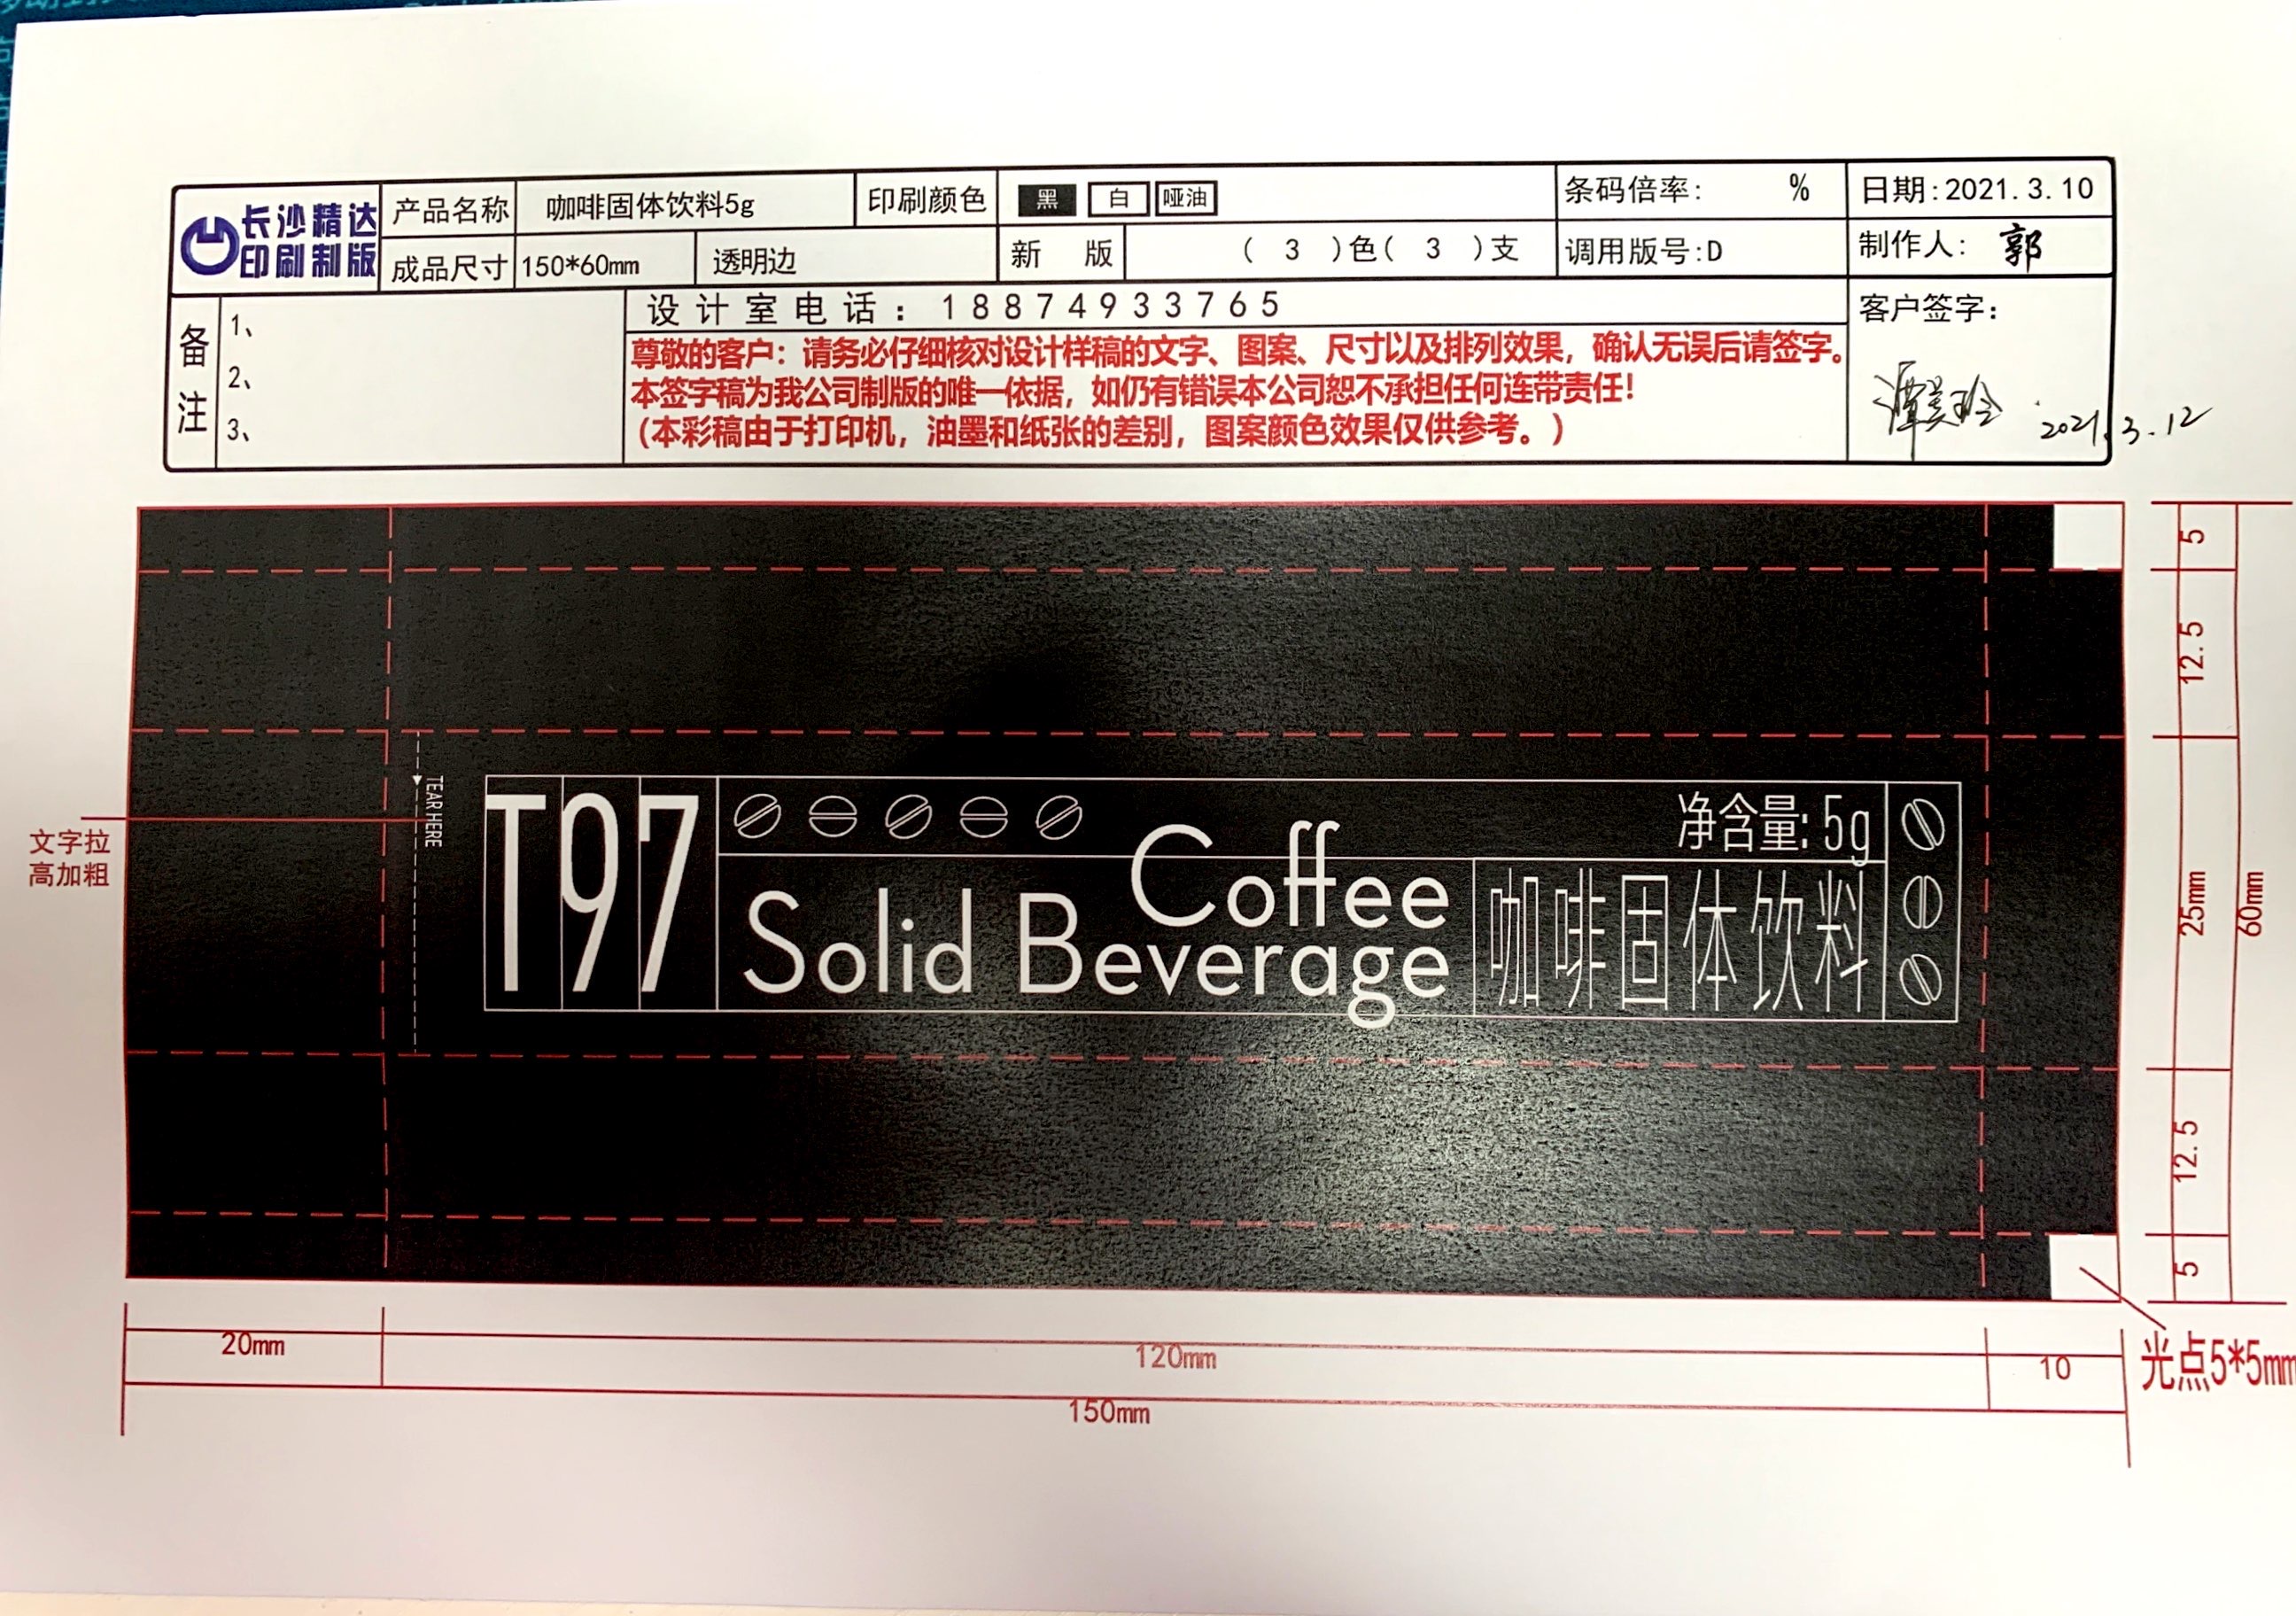 长沙精达
印刷制版
产品名称
咖啡固体饮料5g
印刷颜色
黑 白 哑油
条码倍率: %
日期:2021.3.10
成品尺寸
150*60mm
透明边
新 版
( 3 )色( 3 )支
调用版号:D
制作人: 郭
备注
1、
2、
3、
设计室电话:18874933765
尊敬的客户:请务必仔细核对设计样稿的文字、图案、尺寸以及排列效果,确认无误后请签字。
本签字稿为我公司制版的唯一依据,如仍有错误本公司恕不承担任何连带责任!
(本彩稿由于打印机,油墨和纸张的差别,图案颜色效果仅供参考。)
客户签字:
2021.3.12
文字拉
高加粗
TEAR HERE
T97
净含量: 5g
Coffee
Solid Beverage
咖啡固体饮料
5
12.5
25mm
60mm
12.5
5
20mm
120mm
10
150mm
光点5*5mm